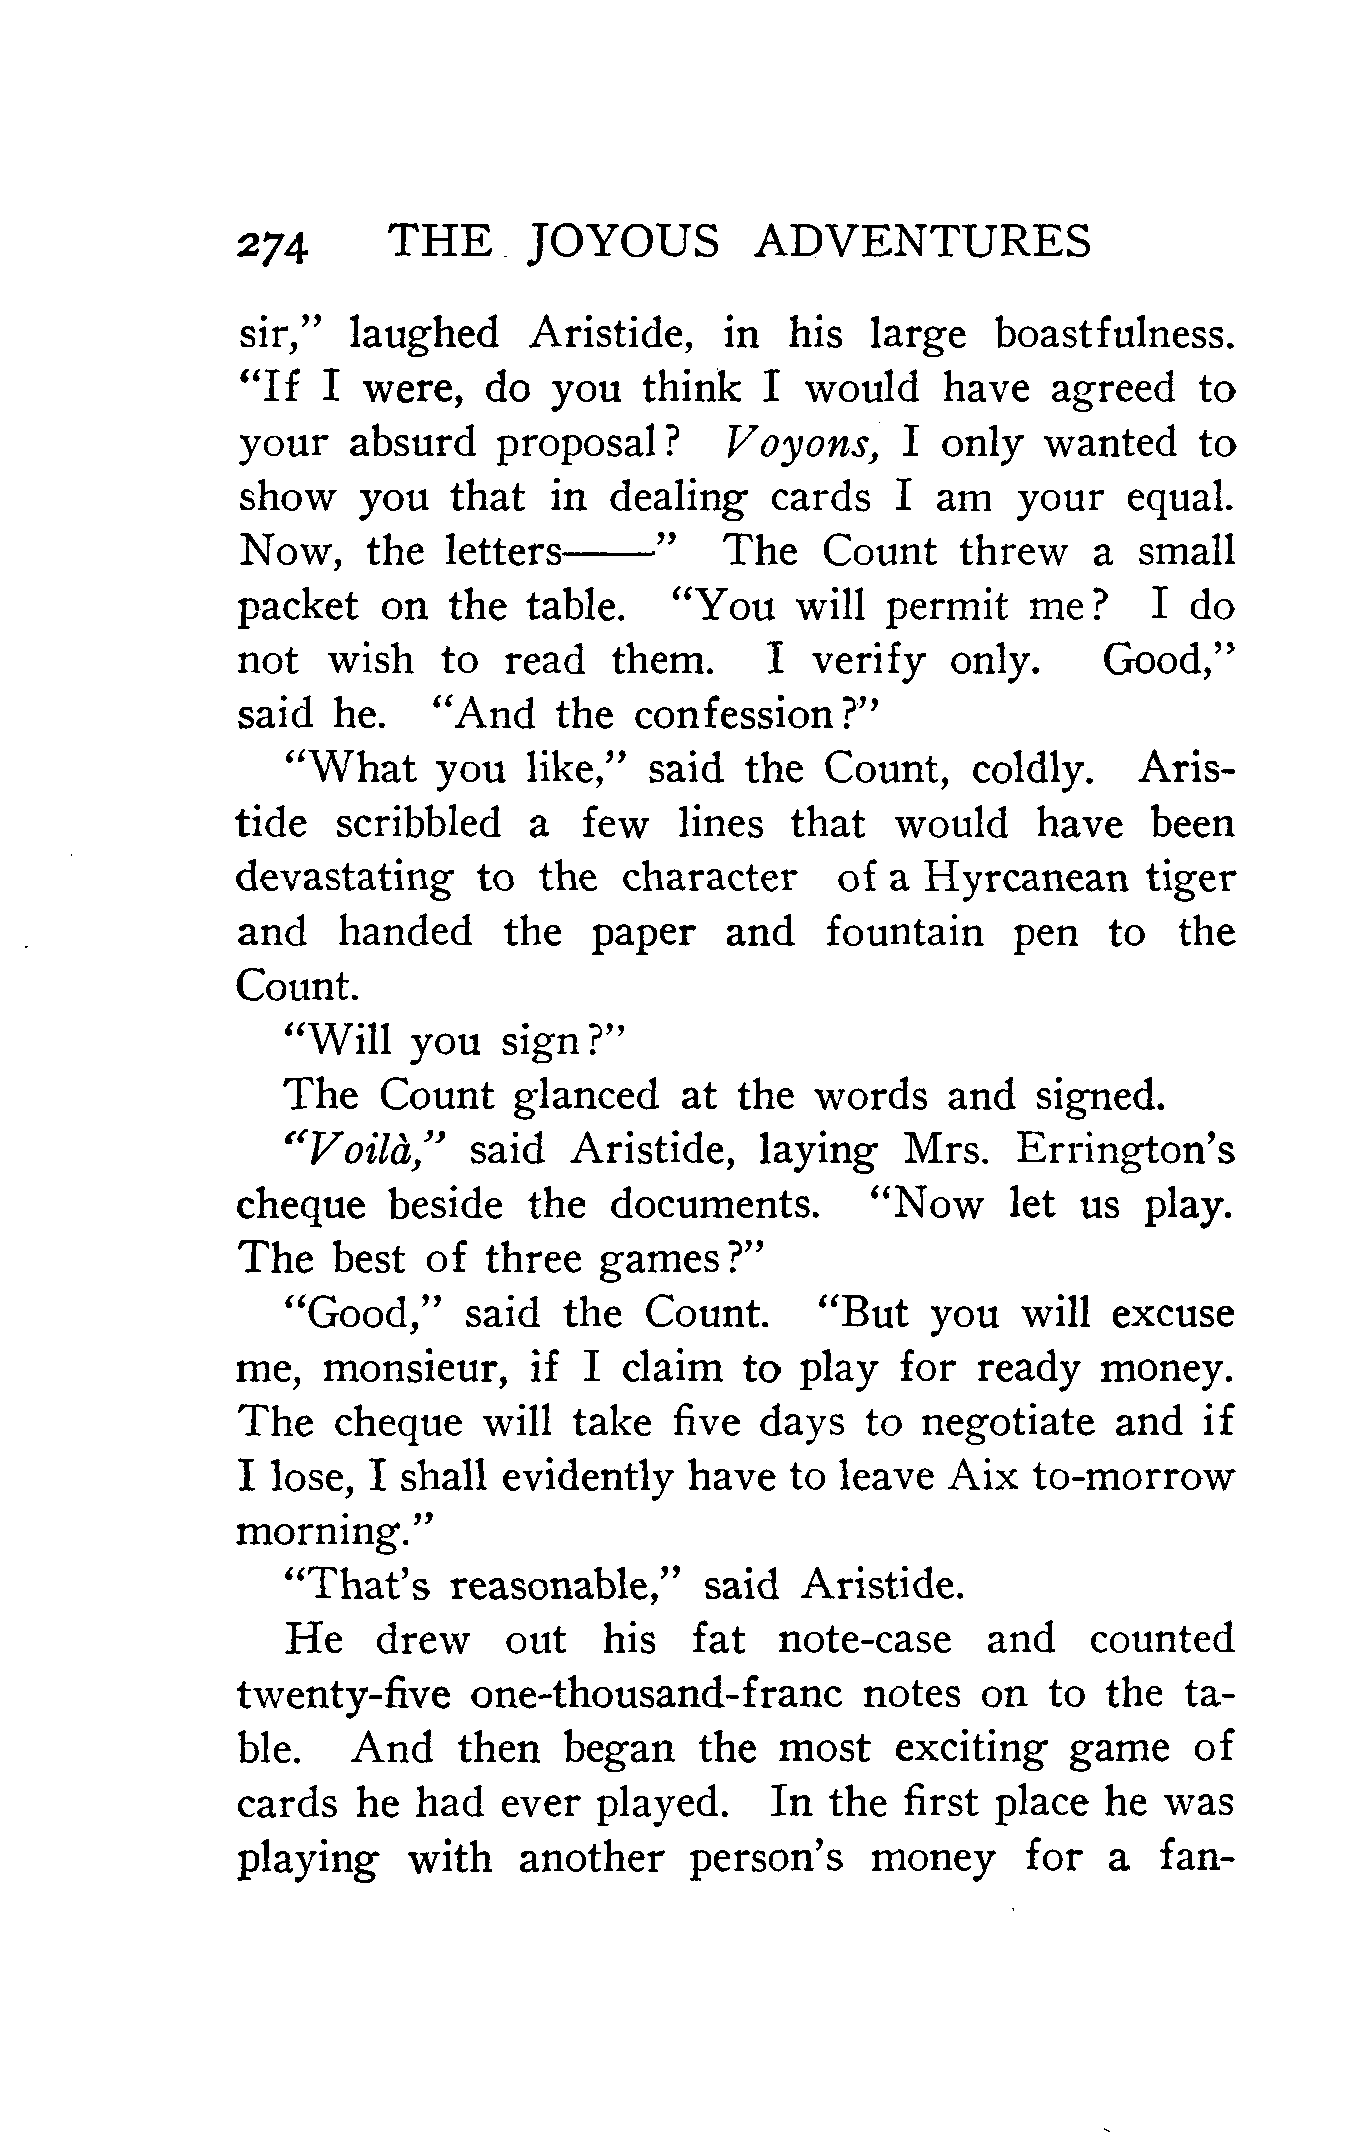 274 THE JOYOUS ADVENTURES
sir," laughed Aristide, in his large boastfulness.
"If I were, do you think I would have agreed to
your absurd proposal? Voyons, I only wanted to
show you that in dealing cards I am your equal.
Now, the letters——" The Count threw a small
packet on the table. "You will permit me? I do
not wish to read them. I verify only. Good,"
said he. "And the confession?"
"What you like," said the Count, coldly. Aris-
tide scribbled a few lines that would have been
devastating to the character of a Hyrcanean tiger
and handed the paper and fountain pen to the
Count.
"Will you sign?"
The Count glanced at the words and signed.
"Voilà," said Aristide, laying Mrs. Errington's
cheque beside the documents. "Now let us play.
The best of three games?"
"Good," said the Count. "But you will excuse
me, monsieur, if I claim to play for ready money.
The cheque will take five days to negotiate and if
I lose, I shall evidently have to leave Aix to-morrow
morning."
"That's reasonable," said Aristide.
He drew out his fat note-case and counted
twenty-five one-thousand-franc notes on to the ta-
ble. And then began the most exciting game of
cards he had ever played. In the first place he was
playing with another person's money for a fan-